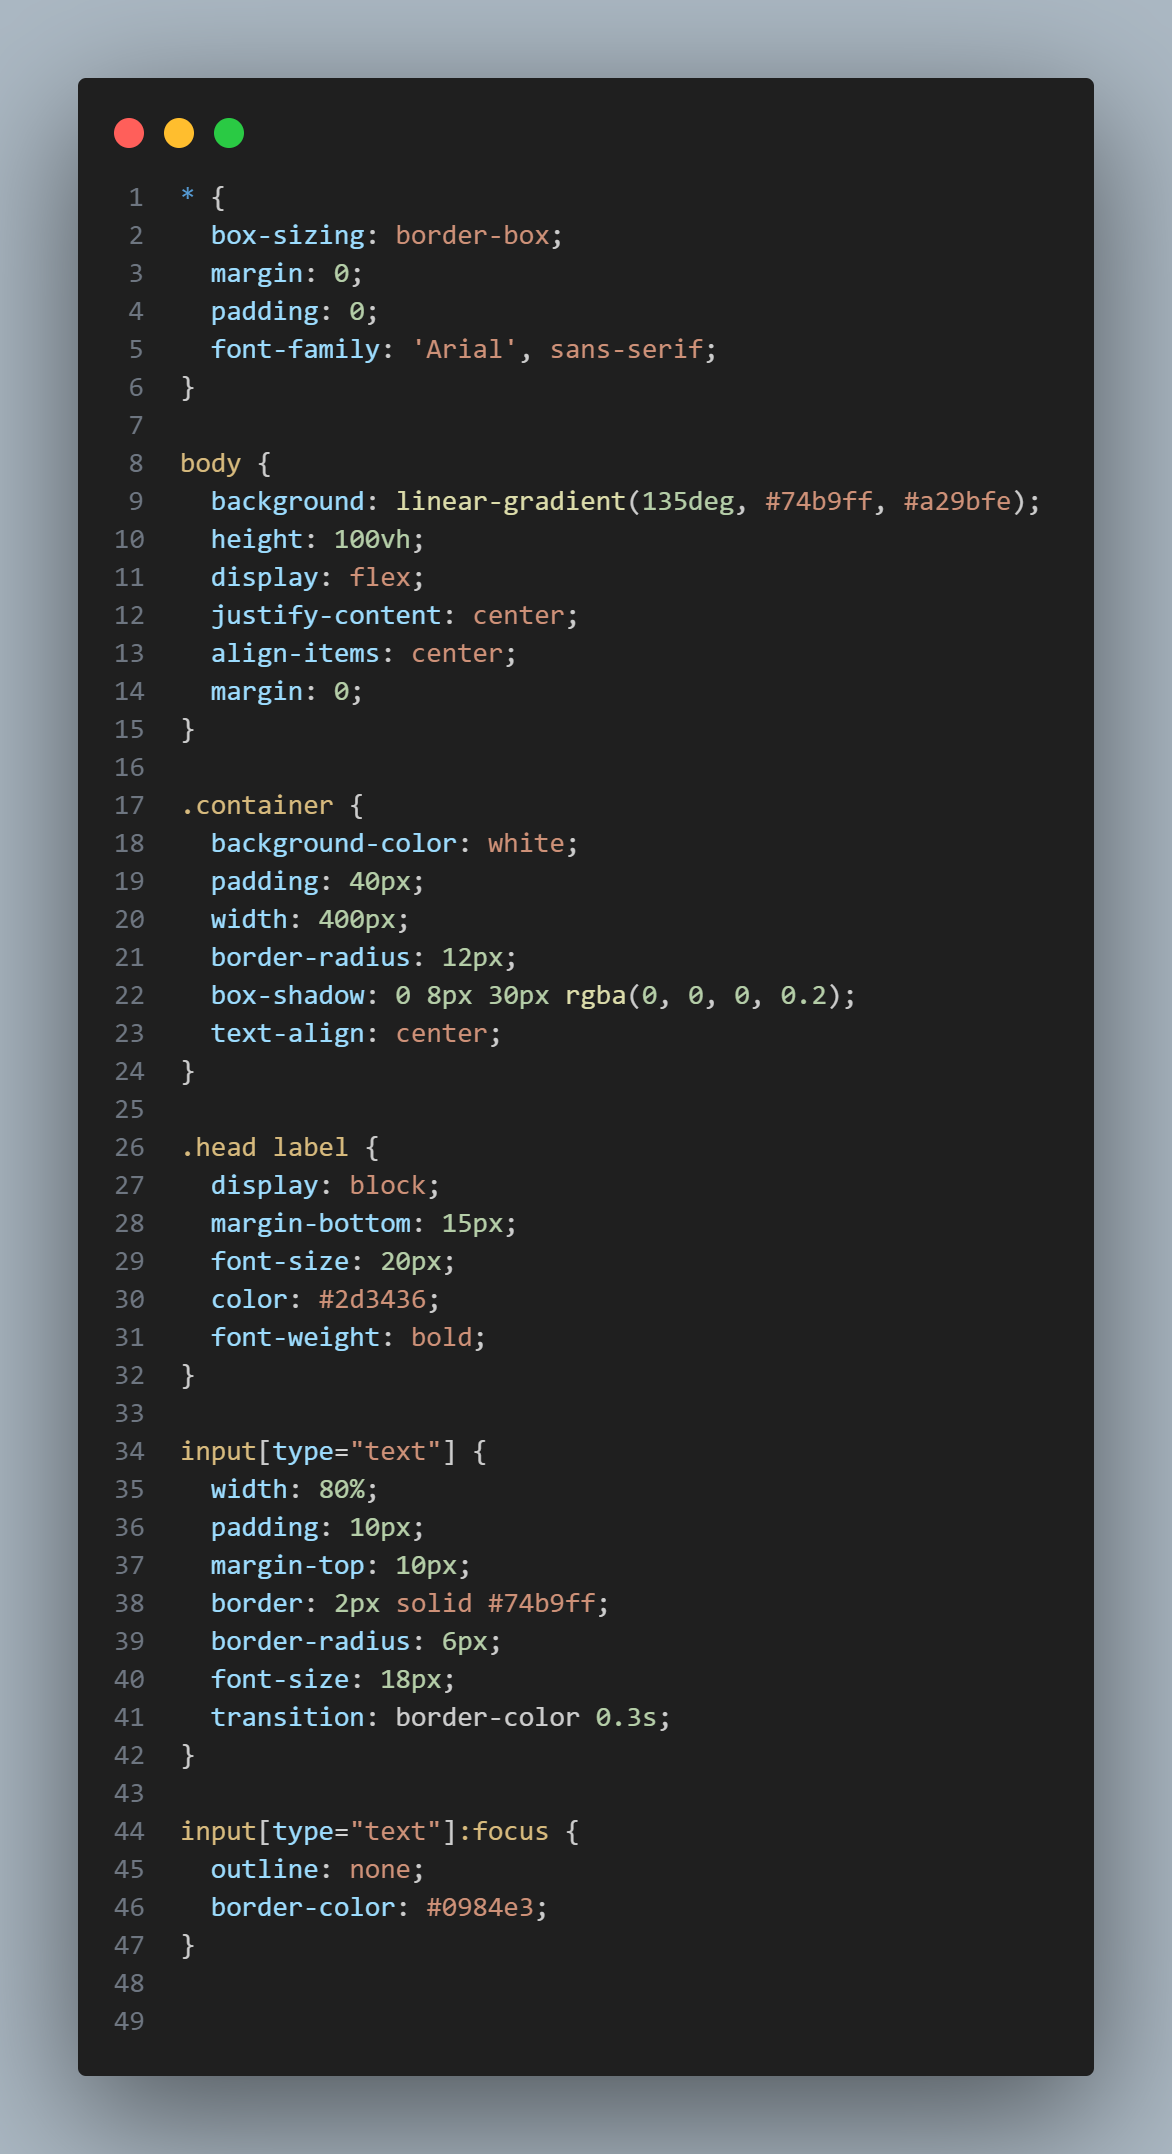 1 * {
2   box-sizing: border-box;
3   margin: 0;
4   padding: 0;
5   font-family: 'Arial', sans-serif;
6 }
7
8 body {
9   background: linear-gradient(135deg, #74b9ff, #a29bfe);
10   height: 100vh;
11   display: flex;
12   justify-content: center;
13   align-items: center;
14   margin: 0;
15 }
16
17 .container {
18   background-color: white;
19   padding: 40px;
20   width: 400px;
21   border-radius: 12px;
22   box-shadow: 0 8px 30px rgba(0, 0, 0, 0.2);
23   text-align: center;
24 }
25
26 .head label {
27   display: block;
28   margin-bottom: 15px;
29   font-size: 20px;
30   color: #2d3436;
31   font-weight: bold;
32 }
33
34 input[type="text"] {
35   width: 80%;
36   padding: 10px;
37   margin-top: 10px;
38   border: 2px solid #74b9ff;
39   border-radius: 6px;
40   font-size: 18px;
41   transition: border-color 0.3s;
42 }
43
44 input[type="text"]:focus {
45   outline: none;
46   border-color: #0984e3;
47 }
48
49